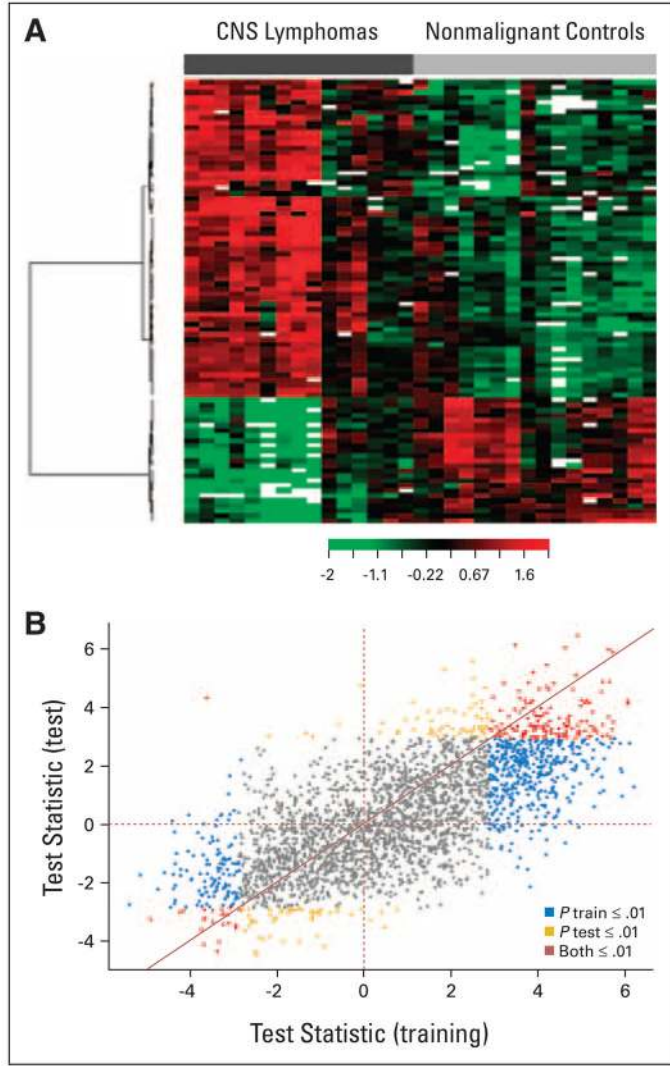 A
CNS Lymphomas Nonmalignant Controls
-2 -1.1 -0.22 0.67 1.6
B
6
4
2
0
-2
-4
Test Statistic (test)
P train ≤ .01
P test ≤ .01
Both ≤ .01
-4 -2 0 2 4 6
Test Statistic (training)